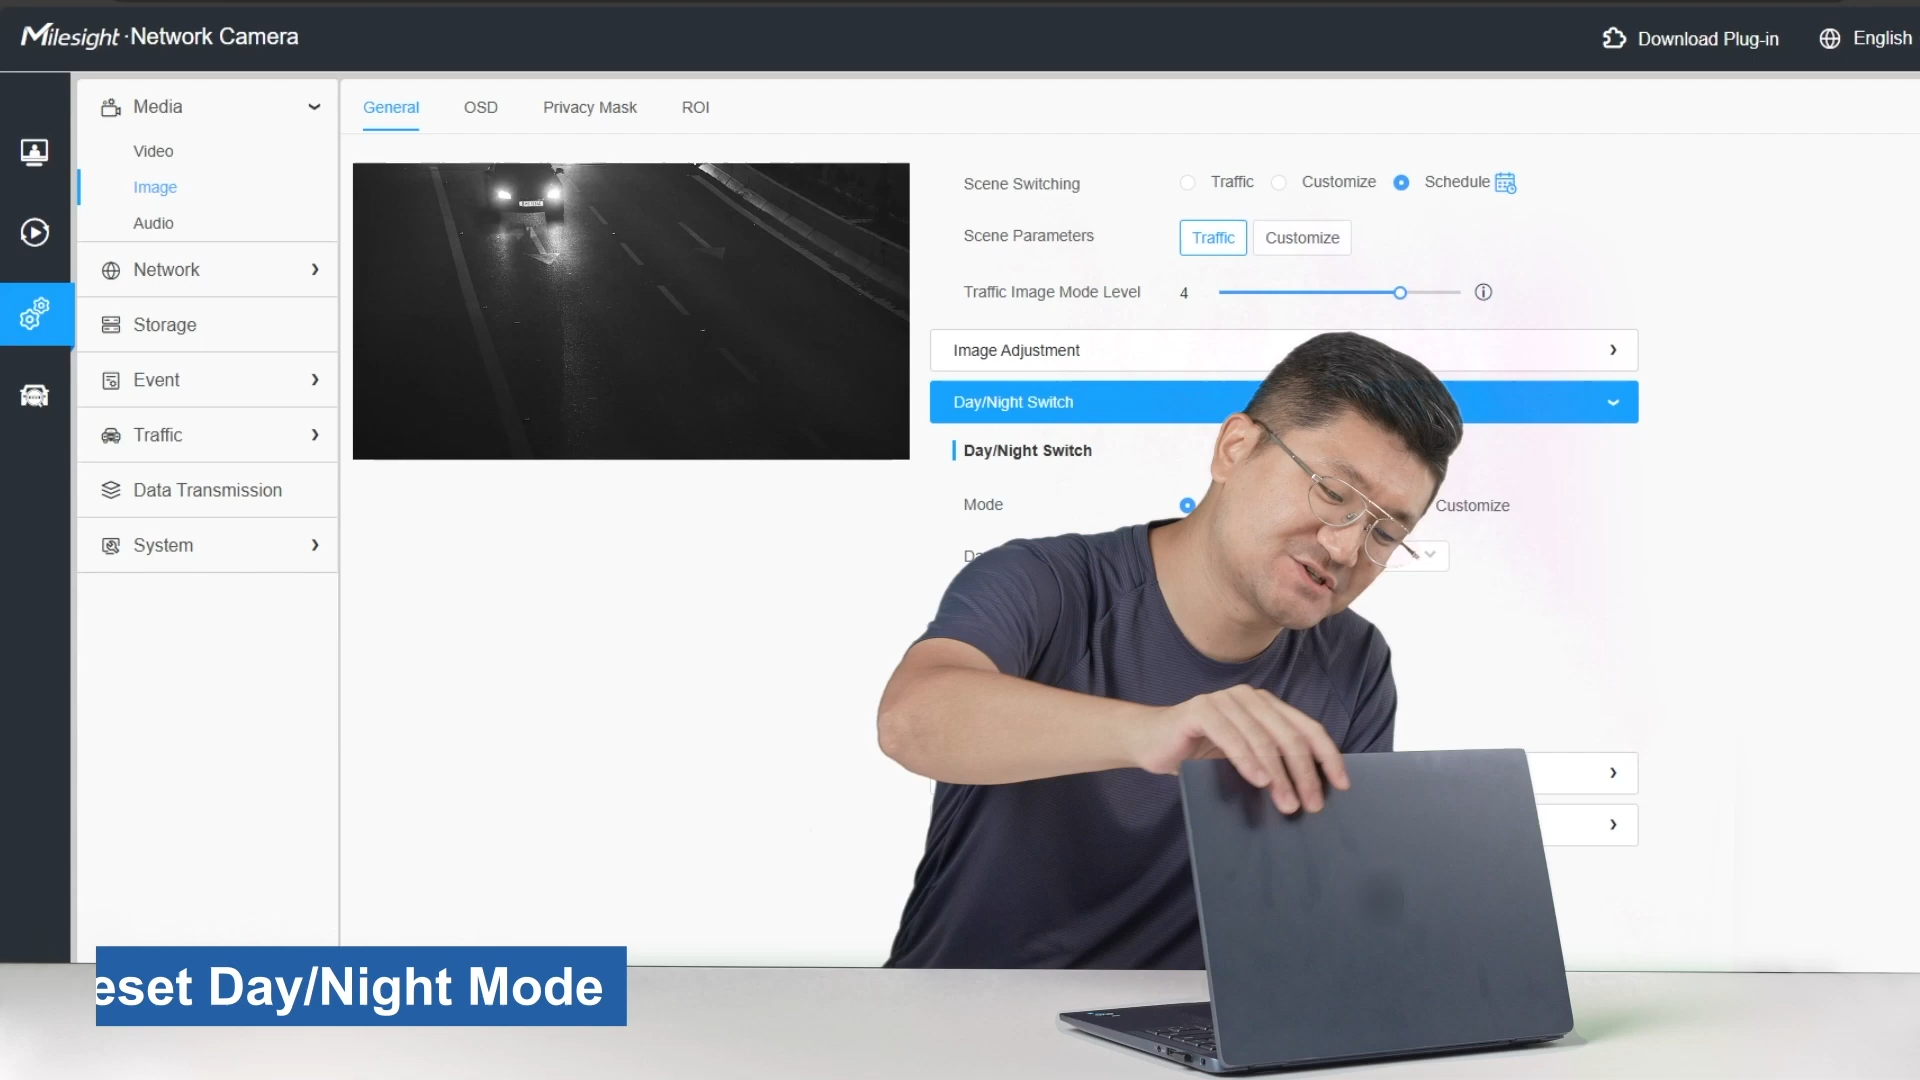 Milesight · Network Camera
Download Plug-in
English
Media
Video
Image
Audio
Network
Storage
Event
Traffic
Data Transmission
System
General
OSD
Privacy Mask
ROI
Scene Switching
Traffic
Customize
Schedule
Scene Parameters
Traffic
Customize
Traffic Image Mode Level
4
Image Adjustment
Day/Night Switch
Day/Night Switch
Mode
Customize
eset Day/Night Mode